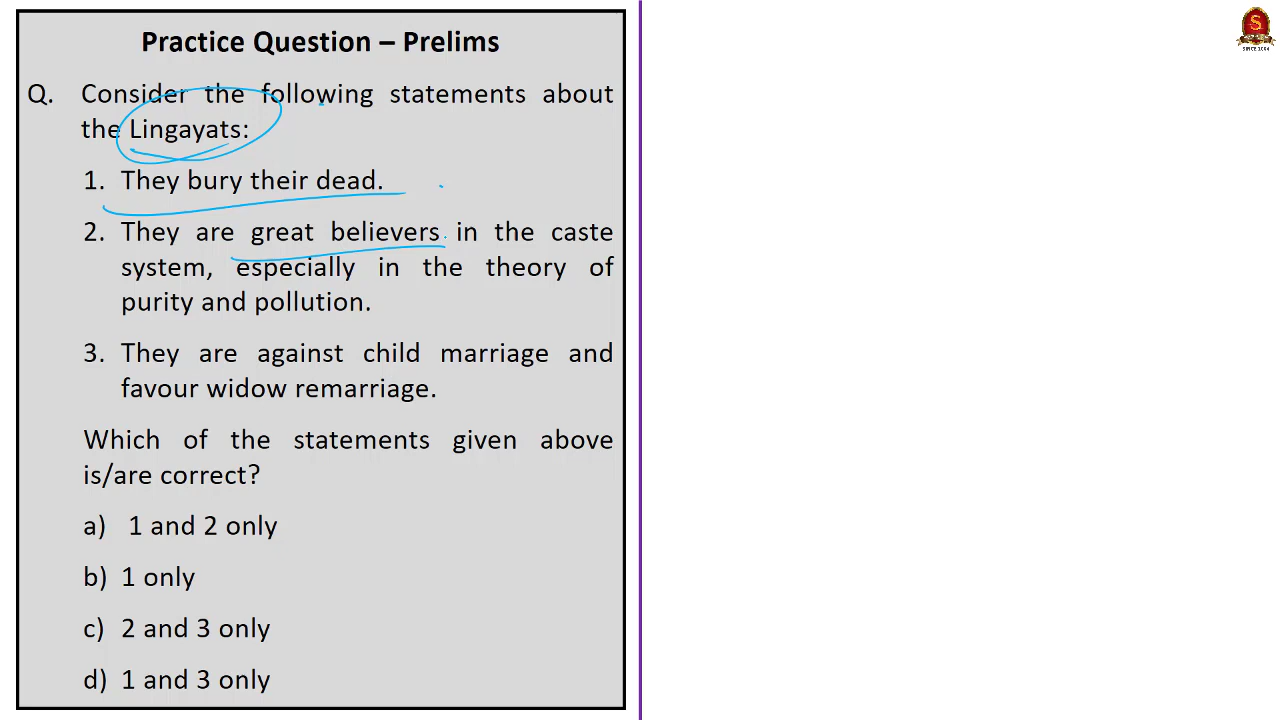 Practice Question – Prelims
Q. Consider the following statements about
the Lingayats:
1. They bury their dead.
2. They are great believers in the caste
system, especially in the theory of
purity and pollution.
3. They are against child marriage and
favour widow remarriage.
Which of the statements given above
is/are correct?
a) 1 and 2 only
b) 1 only
c) 2 and 3 only
d) 1 and 3 only
S
SINCE 2004